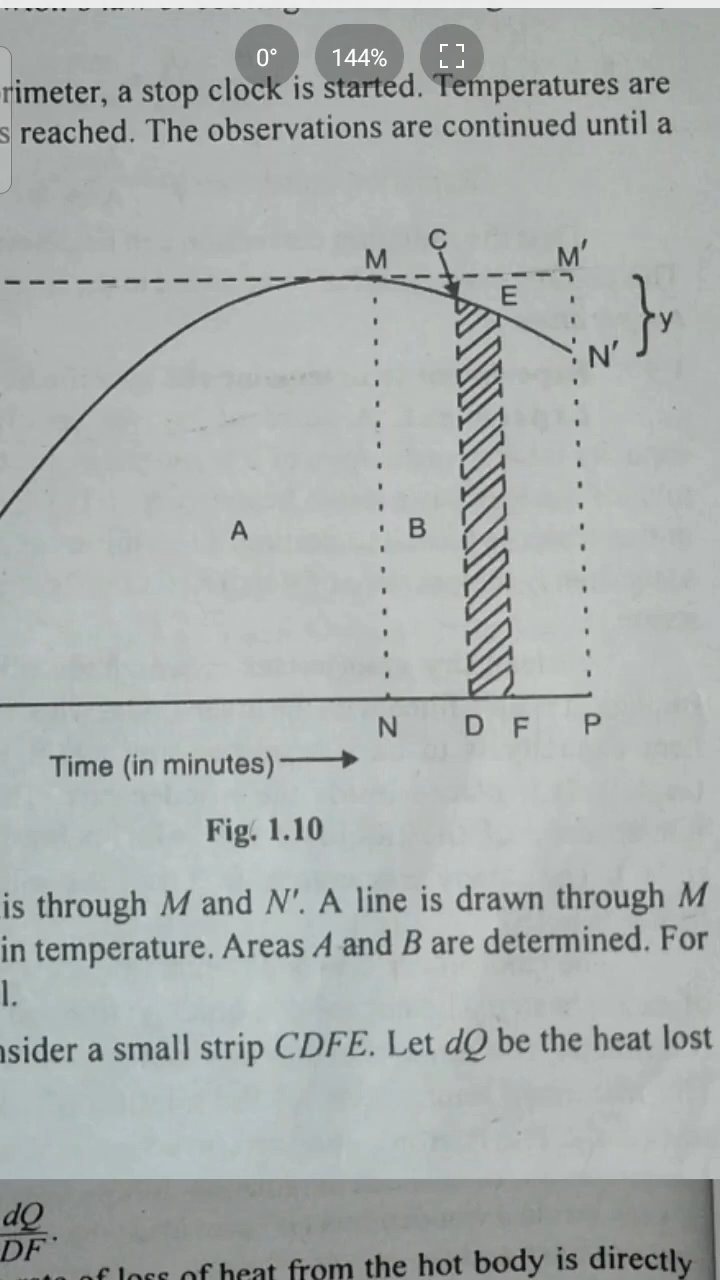 0° 144%
rimeter, a stop clock is started. Temperatures are
s reached. The observations are continued until a
M C M′
E
y
N′
A B
N D F P
Time (in minutes)
Fig. 1.10
is through M and N′. A line is drawn through M
in temperature. Areas A and B are determined. For
l.
nsider a small strip CDFE. Let dQ be the heat lost
dQ
DF.
of loss of heat from the hot body is directly